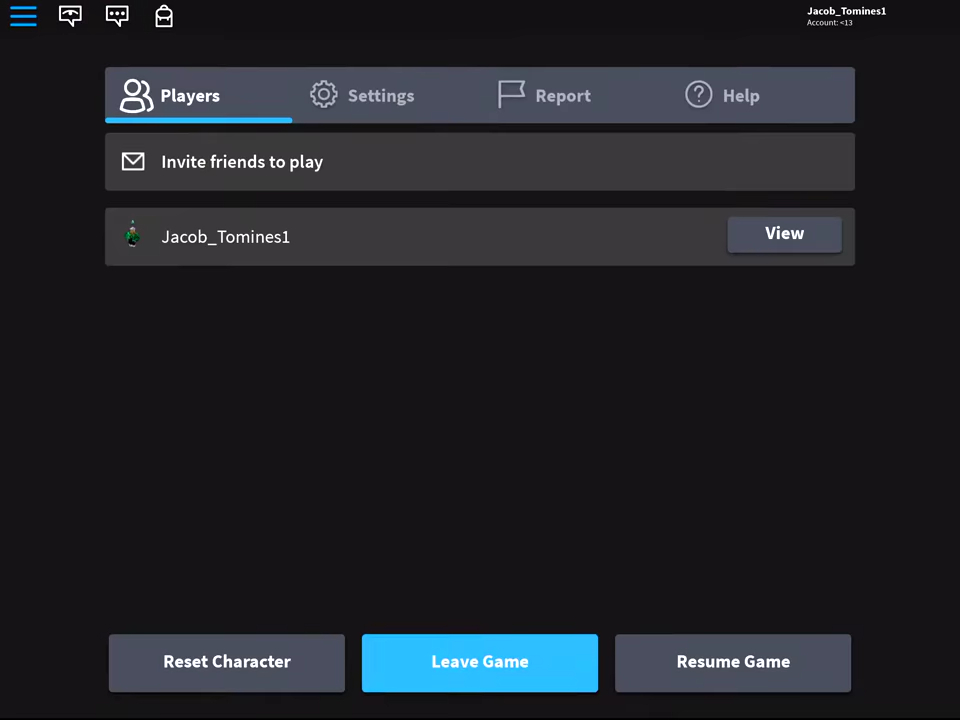 Jacob_Tomines1
Account: <13
Players
Settings
Report
Help
Invite friends to play
Jacob_Tomines1
View
Reset Character
Leave Game
Resume Game